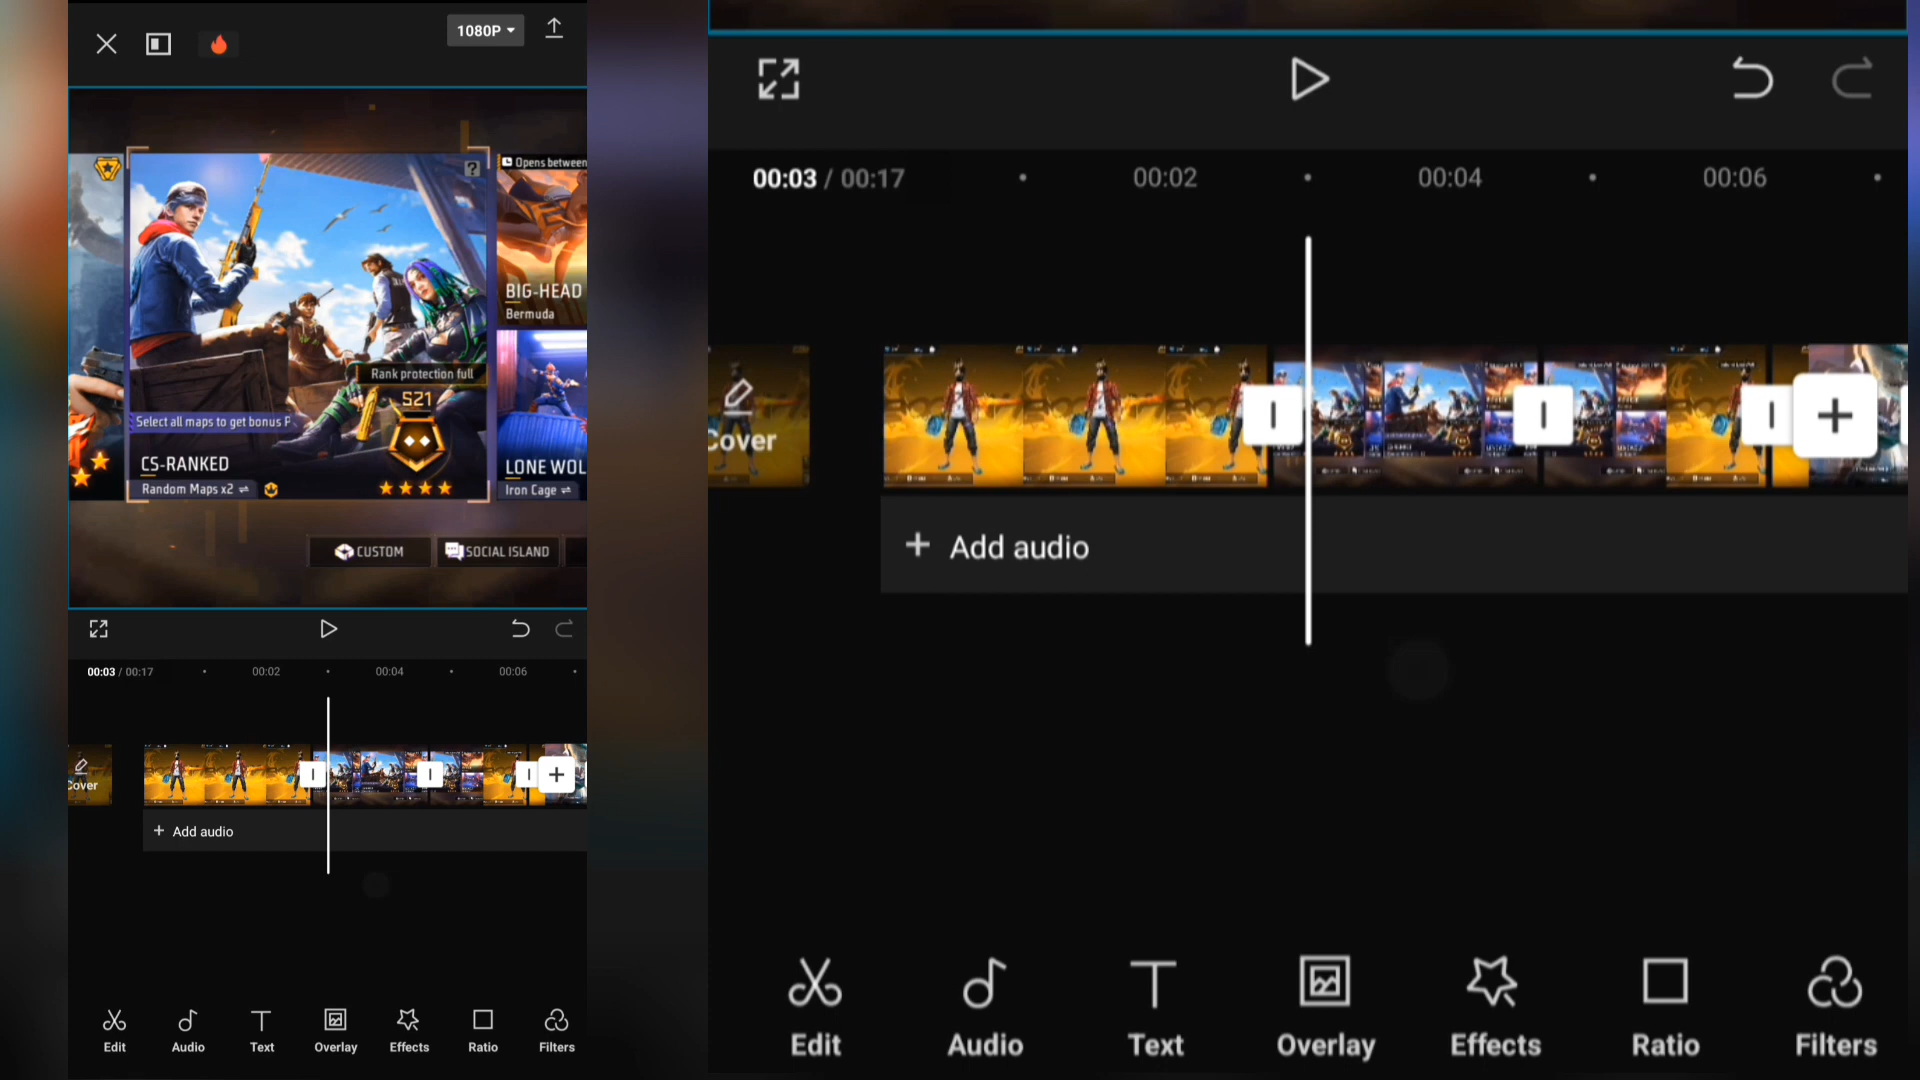 1080P
Opens between
BIG-HEAD
Bermuda
Rank protection full
S21
Select all maps to get bonus P
CS-RANKED
Random Maps x2
LONE WOL
Iron Cage
CUSTOM
SOCIAL ISLAND
00:03 / 00:17
00:02
00:04
00:06
Cover
+ Add audio
Edit
Audio
Text
Overlay
Effects
Ratio
Filters
00:03 / 00:17
00:02
00:04
00:06
Cover
+ Add audio
Edit
Audio
Text
Overlay
Effects
Ratio
Filters